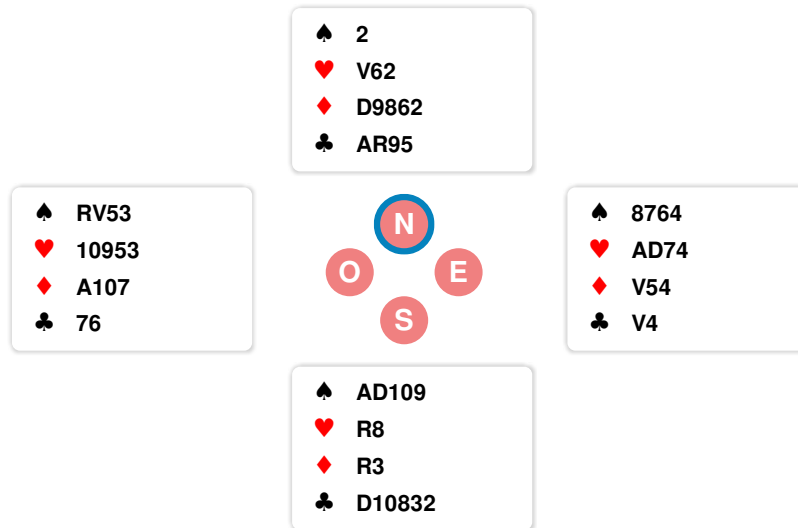 ♠ 2
♥ V62
♦ D9862
♣ AR95
♠ RV53
♥ 10953
♦ A107
♣ 76
N
O E
S
♠ 8764
♥ AD74
♦ V54
♣ V4
♠ AD109
♥ R8
♦ R3
♣ D10832